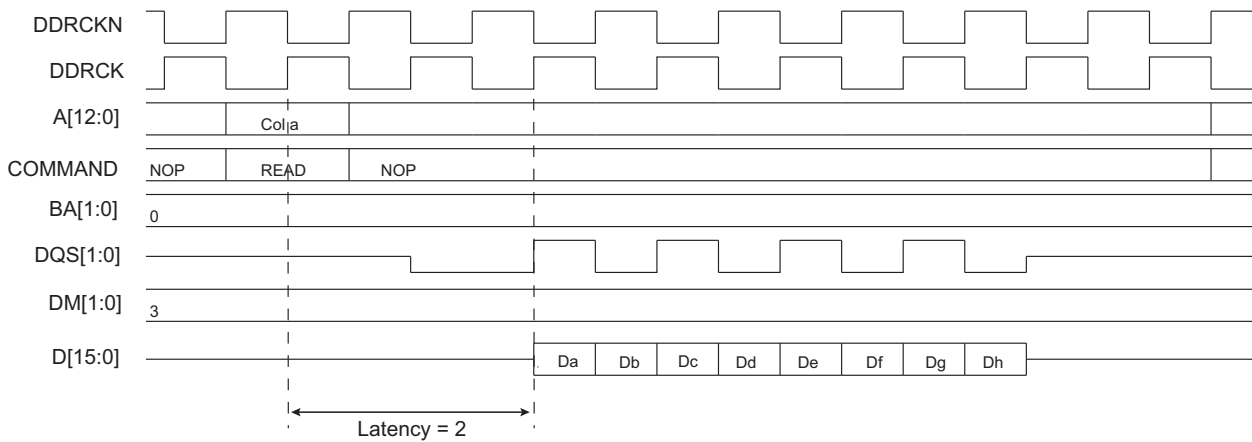 DDRCKN
DDRCK
A[12:0] Col a
COMMAND NOP READ NOP
BA[1:0] 0
DQS[1:0]
DM[1:0] 3
D[15:0] Da Db Dc Dd De Df Dg Dh
Latency = 2